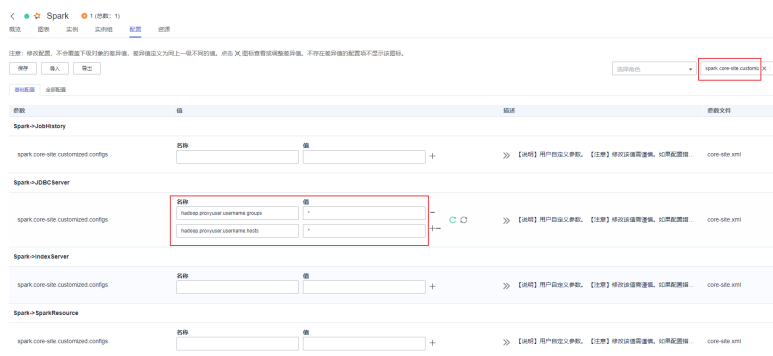 Spark 1 (总数: 1)
概览 图表 实例 实例组 配置 资源
注意: 修改配置, 不会覆盖下级对象的差异值, 差异值定义为同上一级不同的值。点击 图标查看或调整差异值。不存在差异值的配置项不显示该图标。
保存 导入 导出 选择角色 spark.core-site.customiz X
基础配置 全部配置
参数 值 描述 参数文件
Spark->JobHistory
名称 值
spark.core-site.customized.configs 【说明】用户自定义参数。 【注意】修改该值需谨慎。如果配置错... core-site.xml
Spark->JDBCServer
名称 值
hadoop.proxyuser.username.groups *
spark.core-site.customized.configs 【说明】用户自定义参数。 【注意】修改该值需谨慎。如果配置错... core-site.xml
hadoop.proxyuser.username.hosts *
Spark->IndexServer
名称 值
spark.core-site.customized.configs 【说明】用户自定义参数。 【注意】修改该值需谨慎。如果配置错... core-site.xml
Spark->SparkResource
名称 值
spark.core-site.customized.configs 【说明】用户自定义参数。 【注意】修改该值需谨慎。如果配置错... core-site.xml